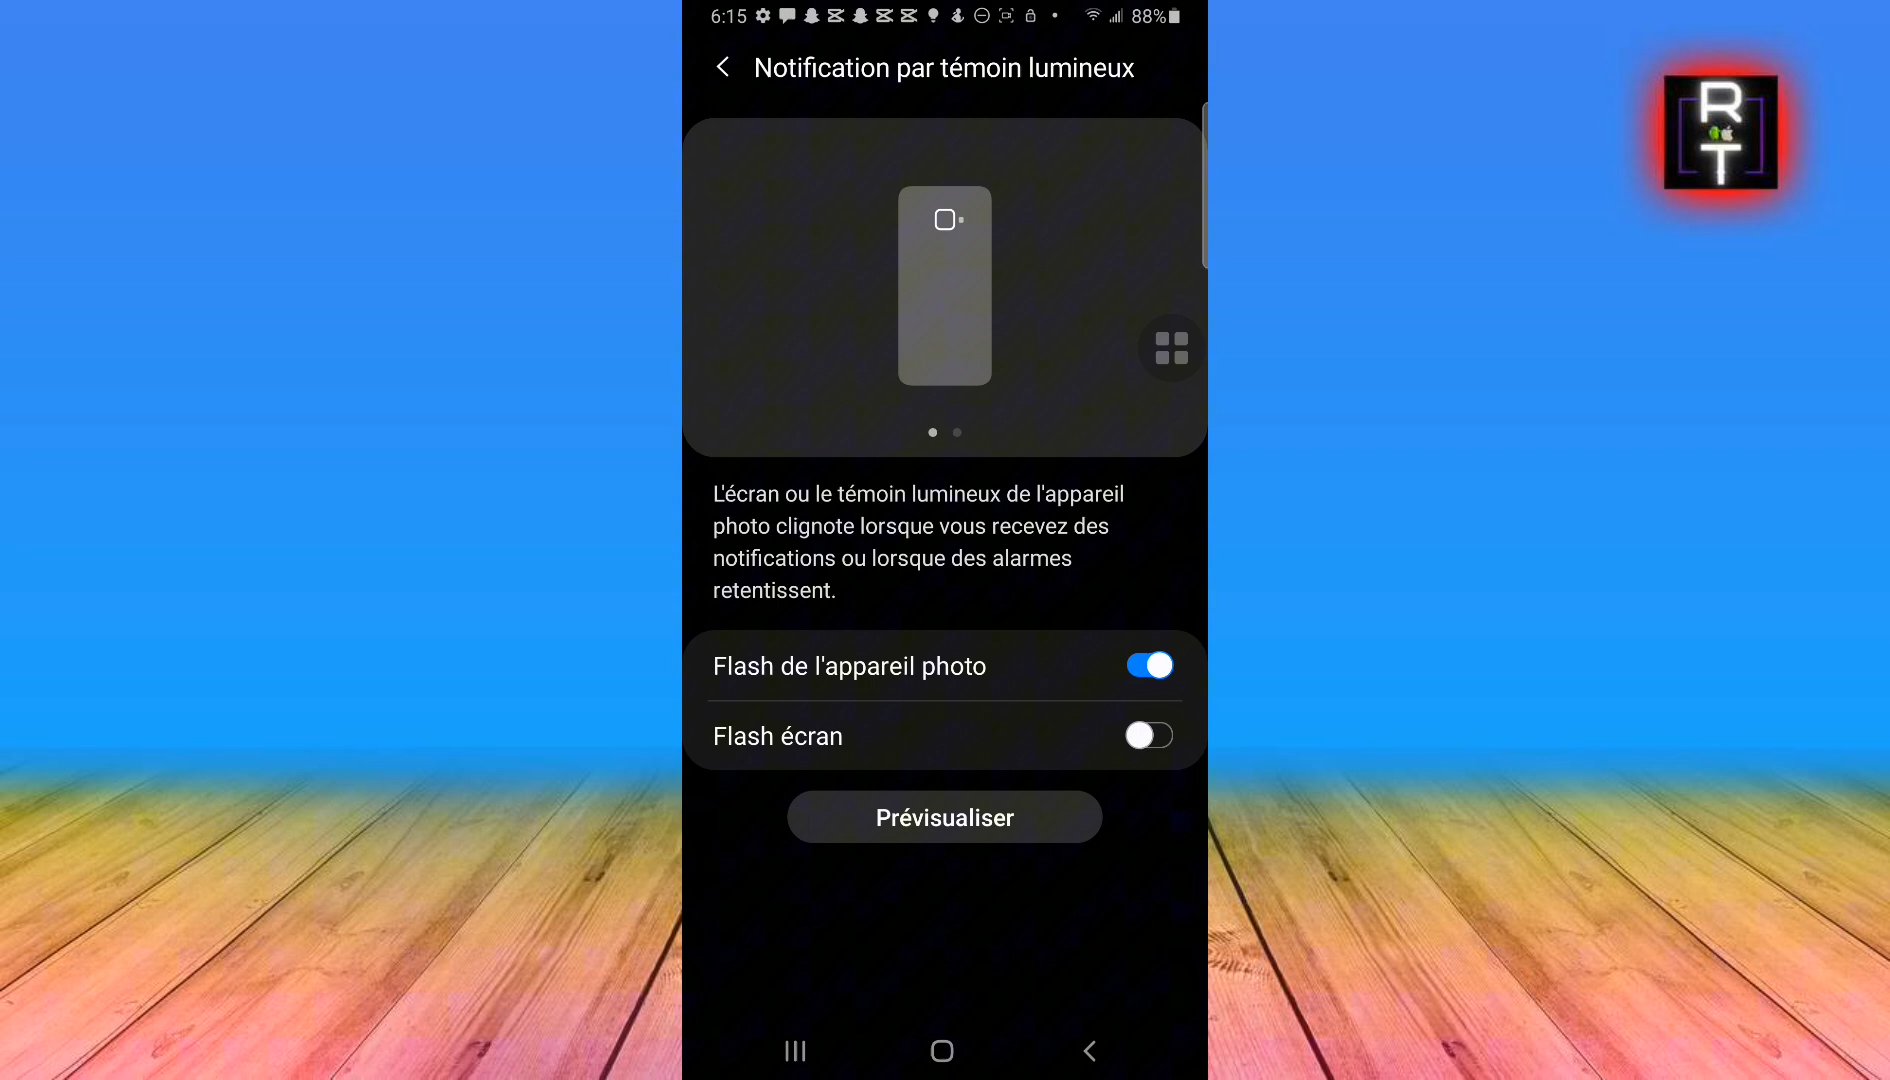 6:15 88%
Notification par témoin lumineux
R
T
L'écran ou le témoin lumineux de l'appareil
photo clignote lorsque vous recevez des
notifications ou lorsque des alarmes
retentissent.
Flash de l'appareil photo
Flash écran
Prévisualiser